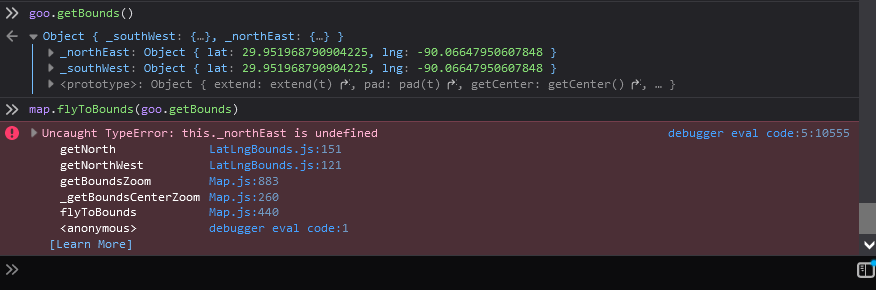 goo.getBounds()
Object { _southWest: {…}, _northEast: {…} }
_northEast: Object { lat: 29.951968790904225, lng: -90.06647950607848 }
_southWest: Object { lat: 29.951968790904225, lng: -90.06647950607848 }
<prototype>: Object { extend: extend(t), pad: pad(t), getCenter: getCenter(), … }
map.flyToBounds(goo.getBounds)
Uncaught TypeError: this._northEast is undefined debugger eval code:5:10555
getNorth LatLngBounds.js:151
getNorthWest LatLngBounds.js:121
getBoundsZoom Map.js:883
_getBoundsCenterZoom Map.js:260
flyToBounds Map.js:440
<anonymous> debugger eval code:1
[Learn More]